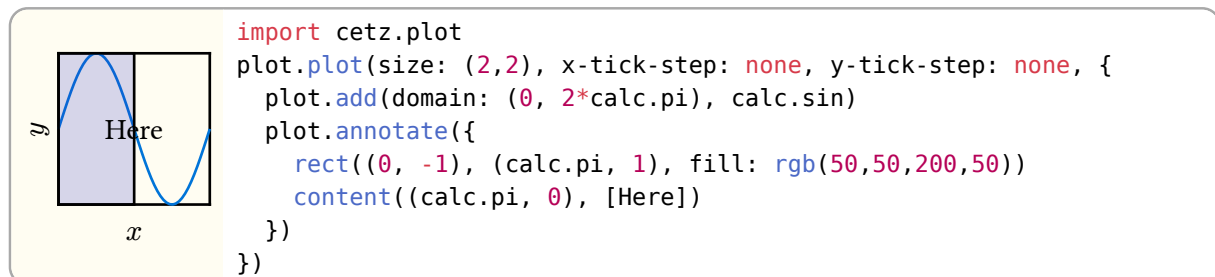 y
Here
x
import cetz.plot
plot.plot(size: (2,2), x-tick-step: none, y-tick-step: none, {
  plot.add(domain: (0, 2*calc.pi), calc.sin)
  plot.annotate({
    rect((0, -1), (calc.pi, 1), fill: rgb(50,50,200,50))
    content((calc.pi, 0), [Here])
  })
})